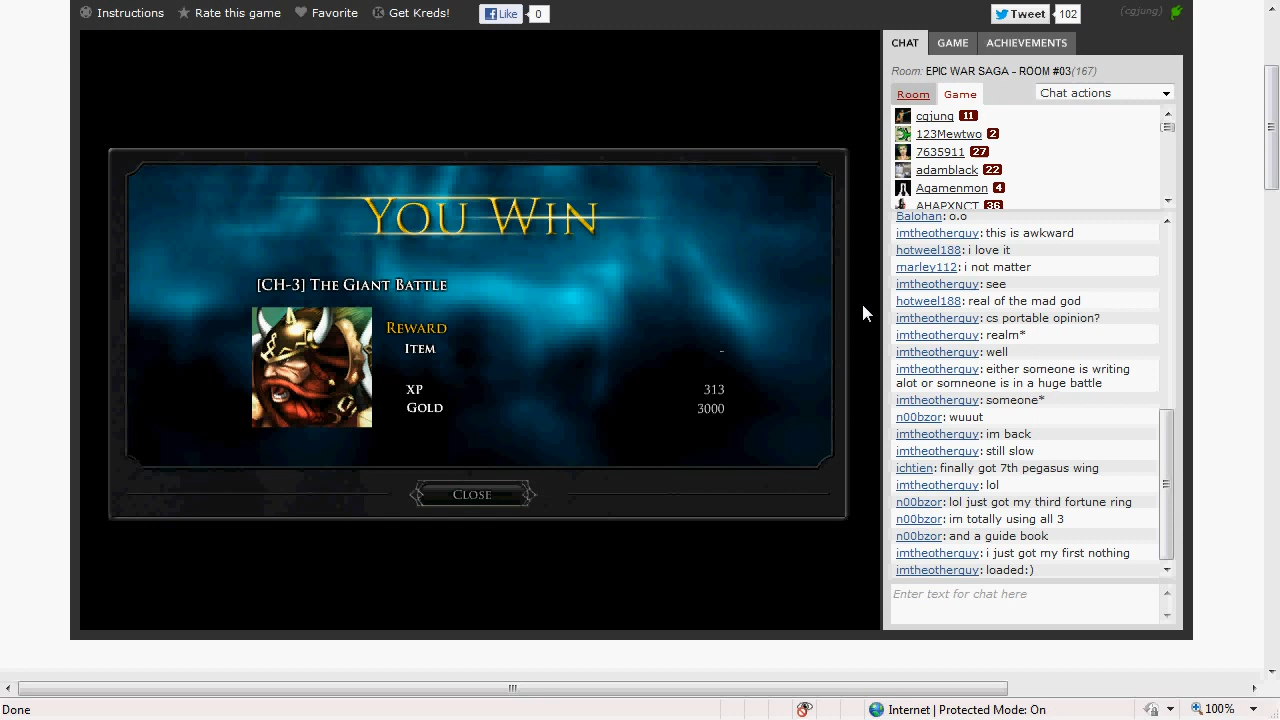 Instructions Rate this game Favorite Get Kreds! Like 0 Tweet 102 (cgjung)
CHAT GAME ACHIEVEMENTS
Room: EPIC WAR SAGA - ROOM #03(167)
Room Game Chat actions
cgjung 11
123Mewtwo 2
7635911 27
adamblack 22
Agamenmon 4
AHAPXNCT 36
Balohan: o.o
imtheotherguy: this is awkward
hotweel188: i love it
marley112: i not matter
imtheotherguy: see
hotweel188: real of the mad god
imtheotherguy: cs portable opinion?
imtheotherguy: realm*
imtheotherguy: well
imtheotherguy: either someone is writing
alot or somneone is in a huge battle
imtheotherguy: someone*
n00bzor: wuuut
imtheotherguy: im back
imtheotherguy: still slow
ichtien: finally got 7th pegasus wing
imtheotherguy: lol
n00bzor: lol just got my third fortune ring
n00bzor: im totally using all 3
n00bzor: and a guide book
imtheotherguy: i just got my first nothing
imtheotherguy: loaded:)
Enter text for chat here
YOU WIN
[CH-3] THE GIANT BATTLE
REWARD
ITEM -
XP 313
GOLD 3000
CLOSE
Done Internet | Protected Mode: On 100%